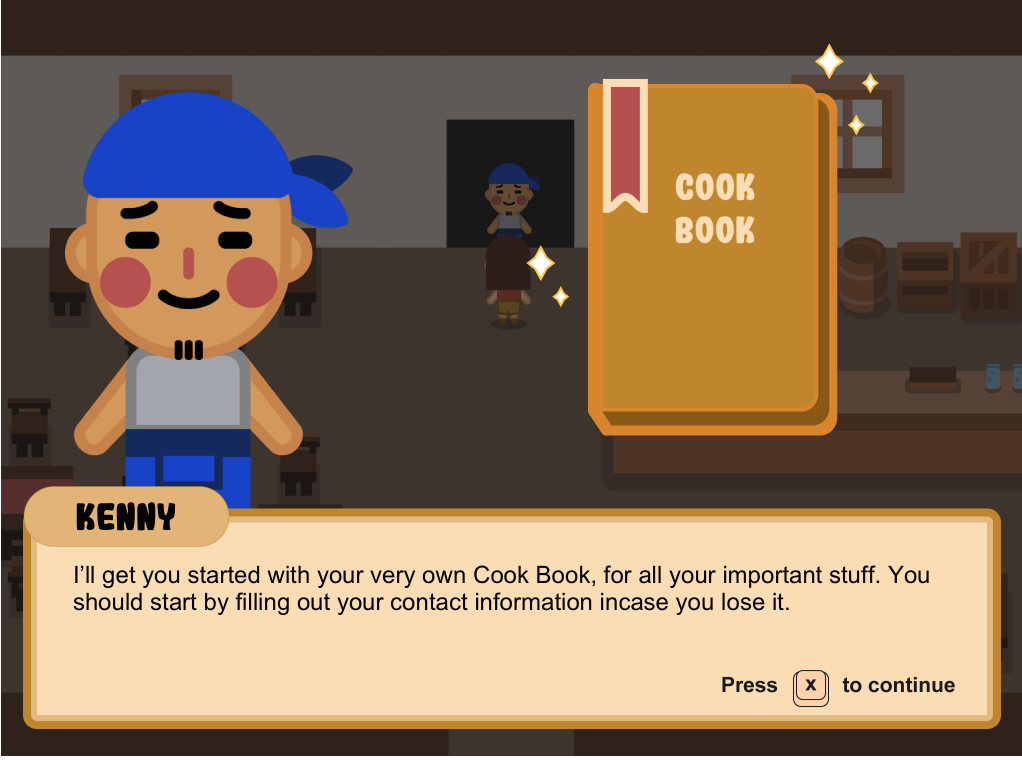 COOK
BOOK
KENNY
I’ll get you started with your very own Cook Book, for all your important stuff. You
should start by filling out your contact information incase you lose it.
Press X to continue